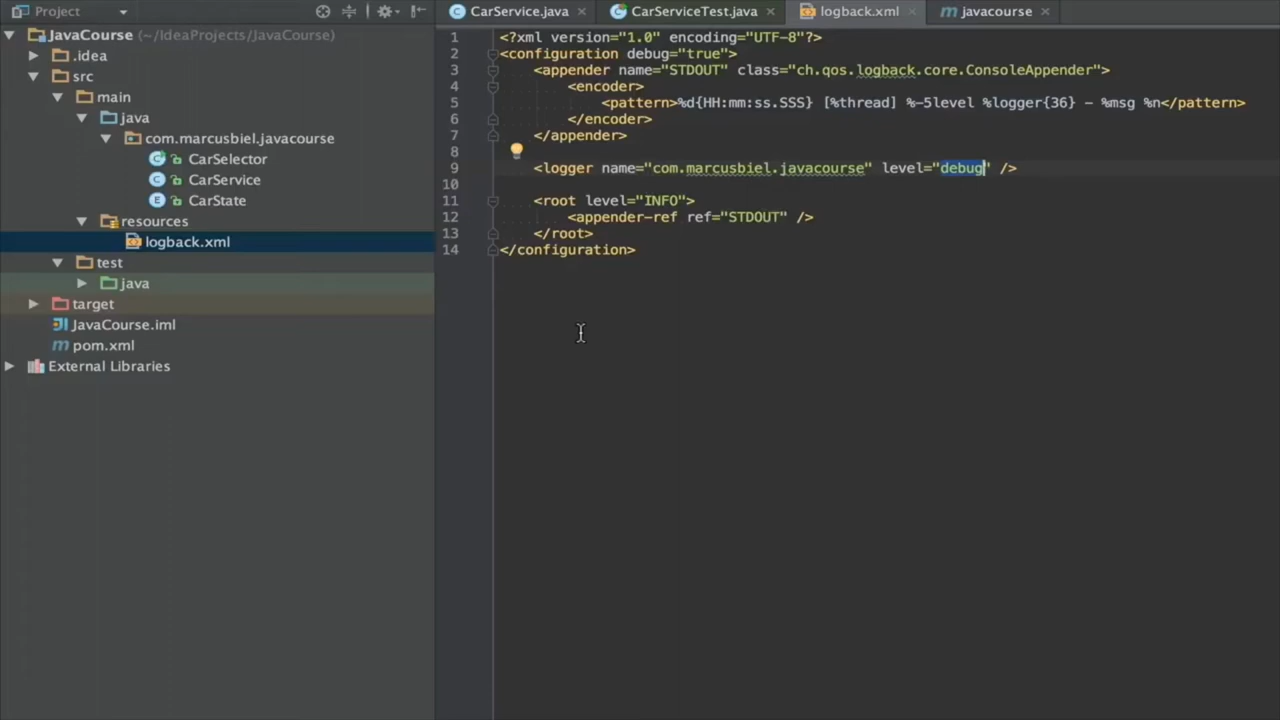 Project
JavaCourse (~/IdeaProjects/JavaCourse)
.idea
src
main
java
com.marcusbiel.javacourse
CarSelector
CarService
CarState
resources
logback.xml
test
java
target
JavaCourse.iml
pom.xml
External Libraries
CarService.java CarServiceTest.java logback.xml javacourse
1 <?xml version="1.0" encoding="UTF-8"?>
2 <configuration debug="true">
3 <appender name="STDOUT" class="ch.qos.logback.core.ConsoleAppender">
4 <encoder>
5 <pattern>%d{HH:mm:ss.SSS} [%thread] %-5level %logger{36} - %msg %n</pattern>
6 </encoder>
7 </appender>
8
9 <logger name="com.marcusbiel.javacourse" level="debug" />
10
11 <root level="INFO">
12 <appender-ref ref="STDOUT" />
13 </root>
14 </configuration>